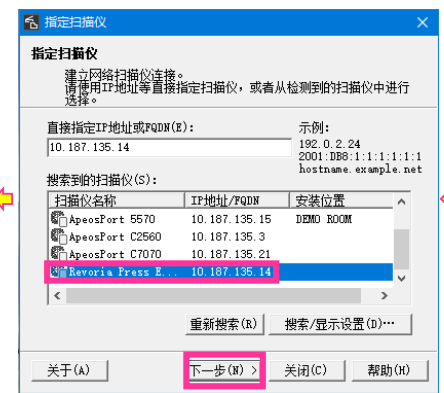 指定扫描仪
指定扫描仪
建立网络扫描仪连接。
请使用IP地址等直接指定扫描仪，或者从检测到的扫描仪中进行
选择。
直接指定IP地址或FQDN(E):
示例:
10.187.135.14
192.0.2.24
2001:DB8:1:1:1:1:1:1
hostname.example.net
搜索到的扫描仪(S):
扫描仪名称 IP地址/FQDN 安装位置
ApeosPort 5570 10.187.135.15 DEMO ROOM
ApeosPort C2560 10.187.135.3
ApeosPort C7070 10.187.135.21
Revoria Press E... 10.187.135.14
重新搜索(R) 搜索/显示设置(D)...
关于(A) 下一步(N) > 关闭(C) 帮助(H)